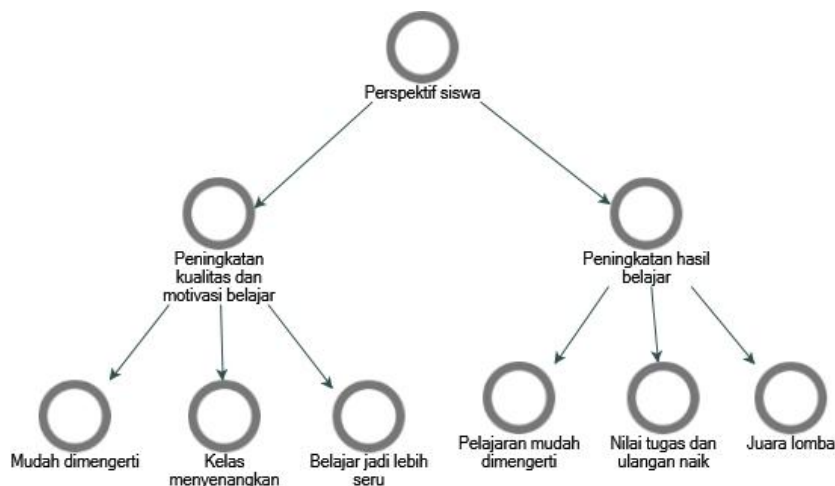 Perspektif siswa
Peningkatan
kualitas dan
motivasi belajar
Peningkatan hasil
belajar
Mudah dimengerti
Kelas
menyenangkan
Belajar jadi lebih
seru
Pelajaran mudah
dimengerti
Nilai tugas dan
ulangan naik
Juara lomba